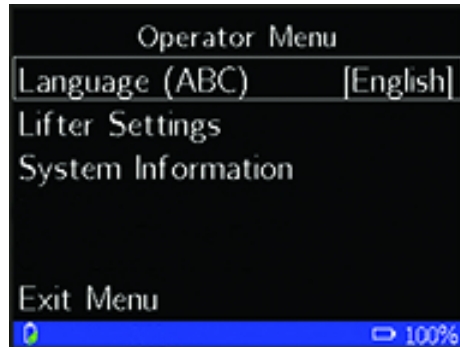 Operator Menu
Language (ABC) [English]
Lifter Settings
System Information
Exit Menu
100%